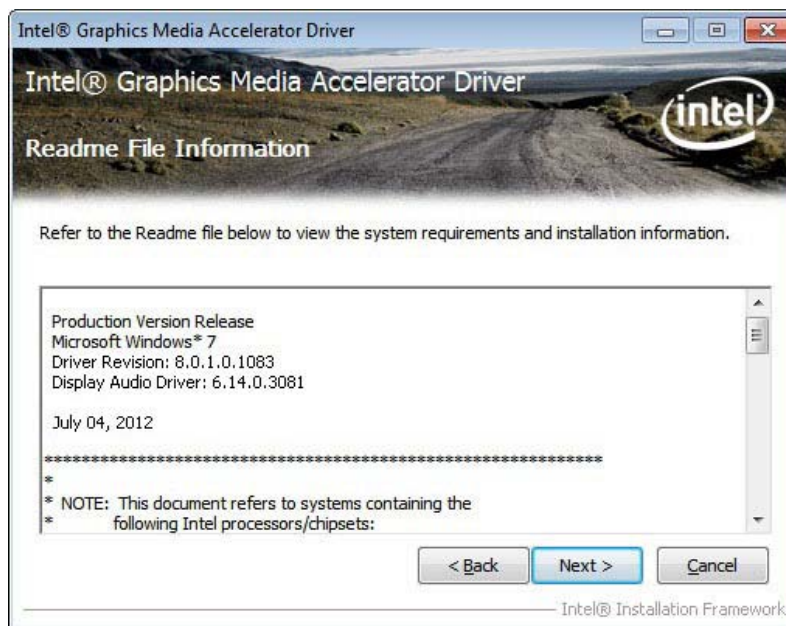 Intel® Graphics Media Accelerator Driver
Intel® Graphics Media Accelerator Driver
intel
Readme File Information
Refer to the Readme file below to view the system requirements and installation information.
Production Version Release
Microsoft Windows* 7
Driver Revision: 8.0.1.0.1083
Display Audio Driver: 6.14.0.3081
July 04, 2012
************************************************************
*
* NOTE: This document refers to systems containing the
* following Intel processors/chipsets:
< Back
Next >
Cancel
Intel® Installation Framework